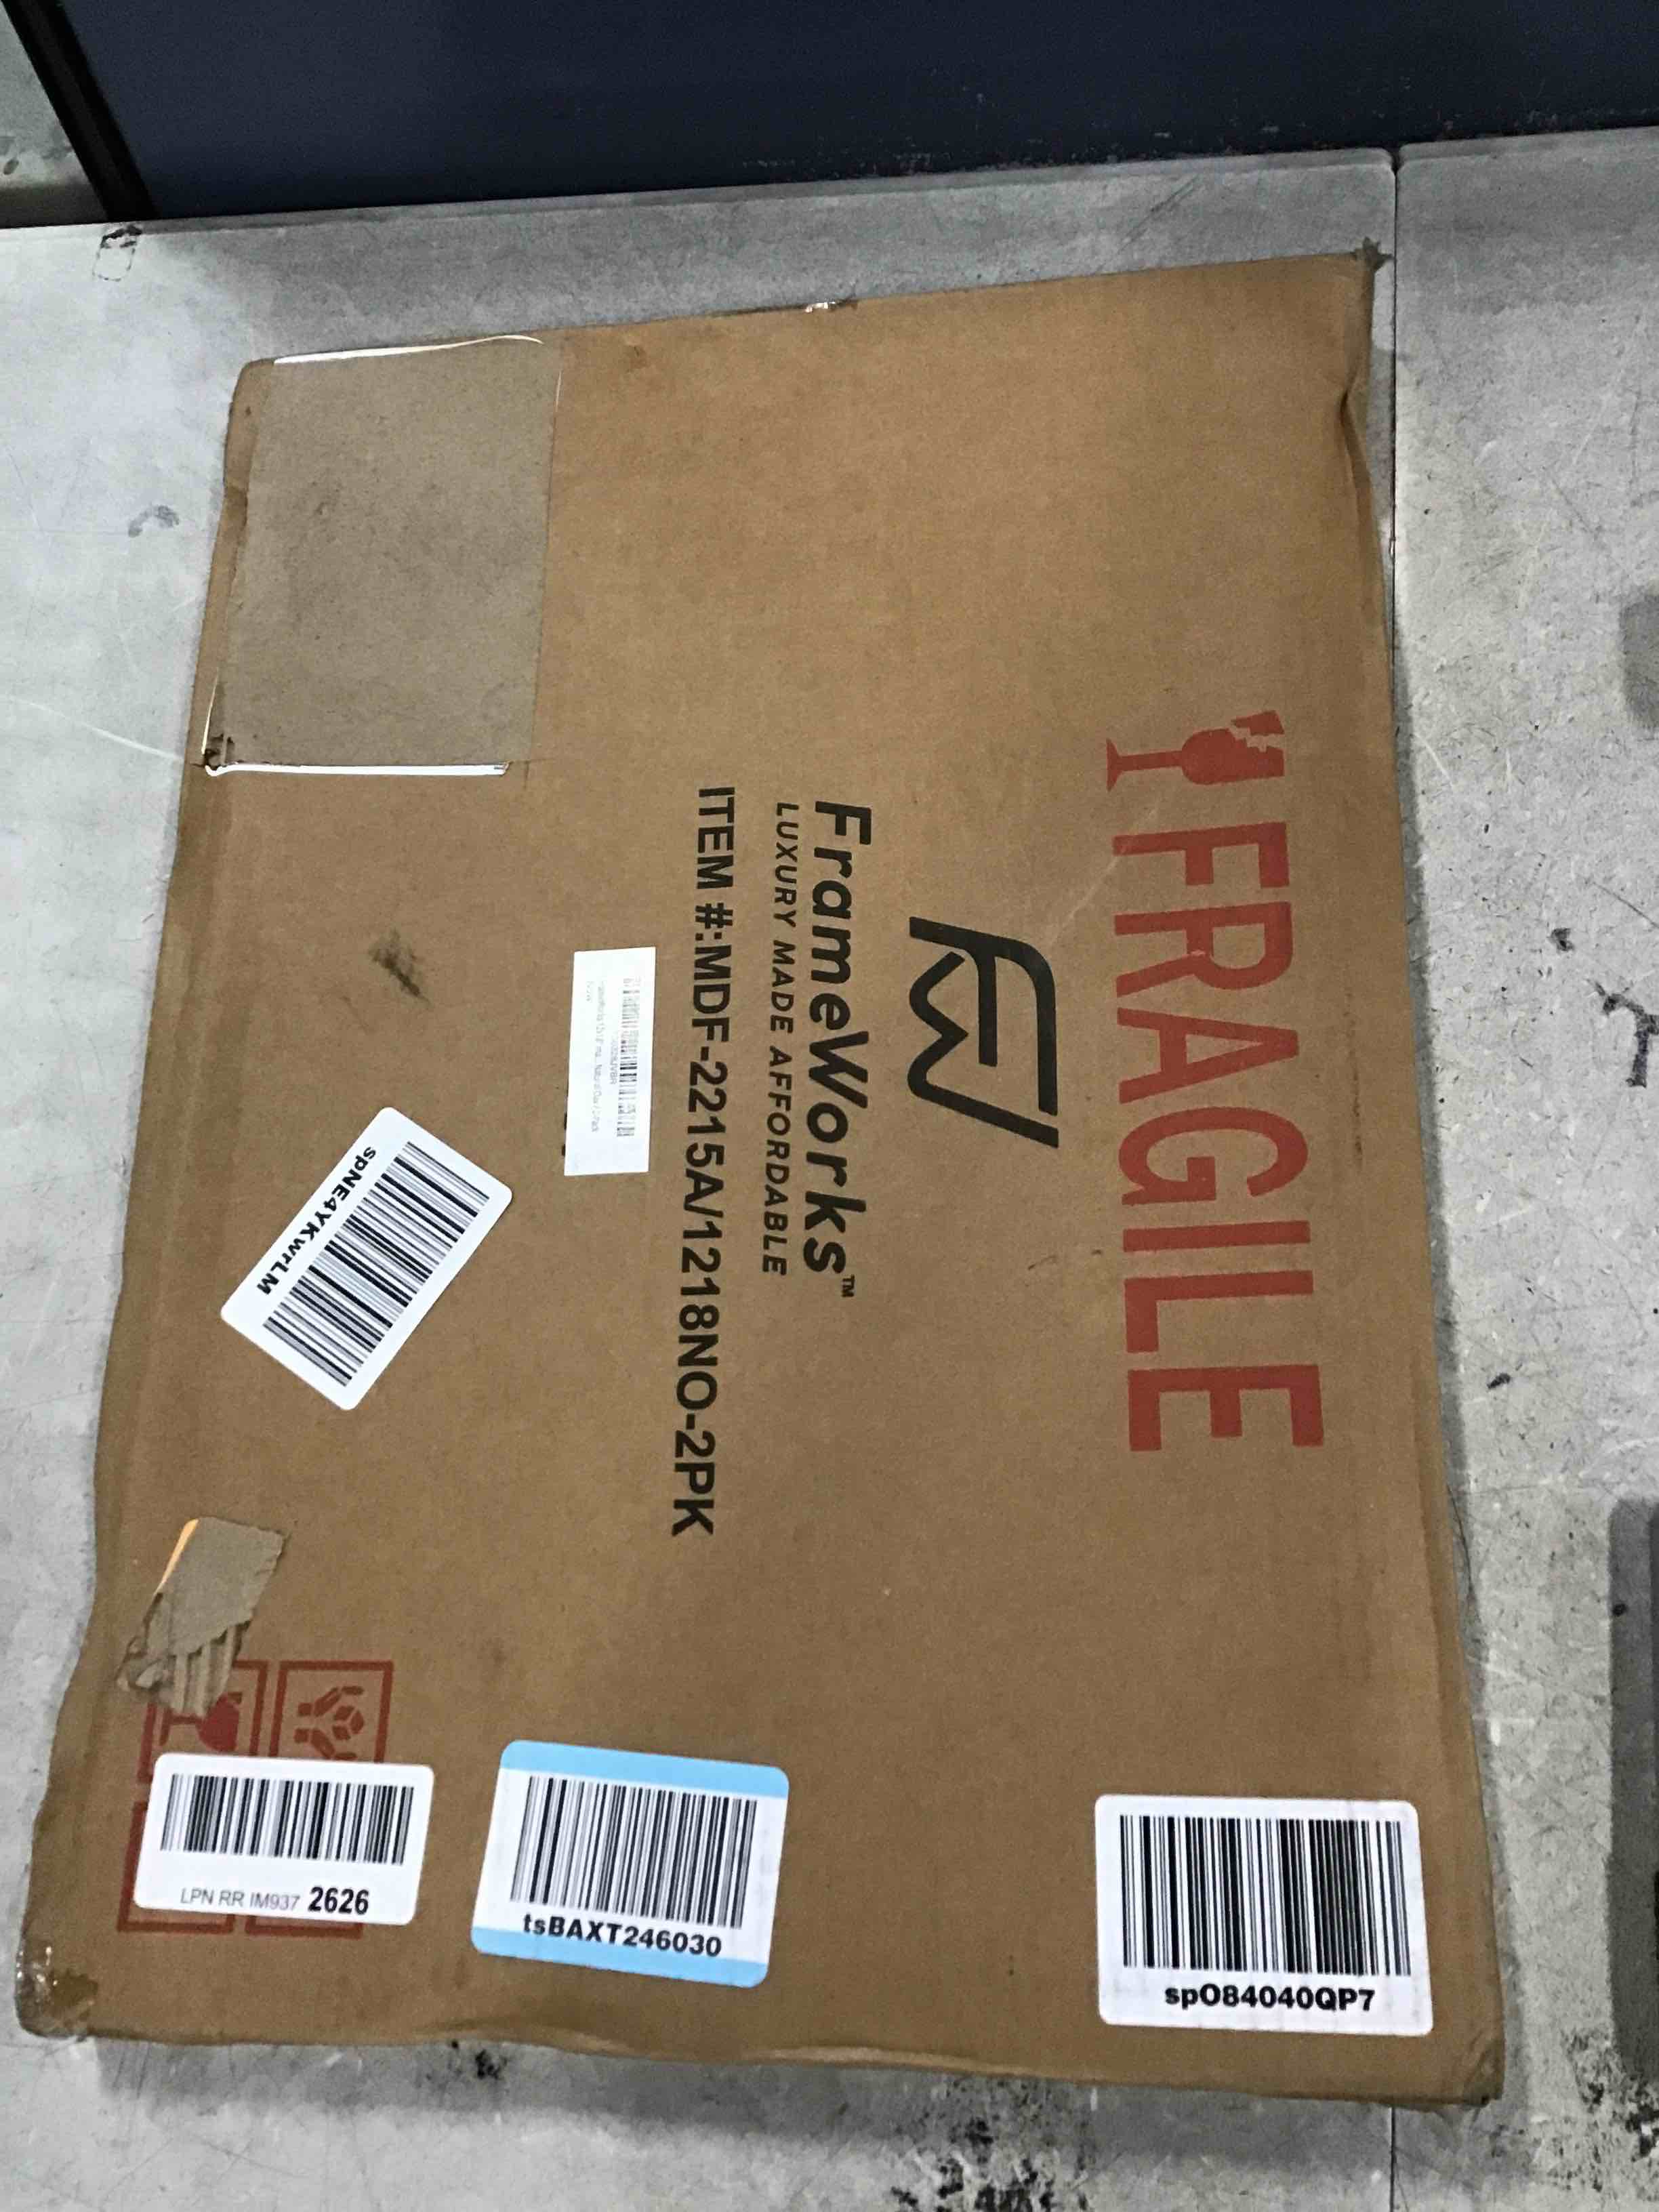 FRAGILE
FrameWorks™
LUXURY MADE AFFORDABLE
ITEM #:MDF-2215A/1218NO-2PK
spNE4YKwrLM
LPN RR IM937 2626
tsBAXT246030
spO84040QP7